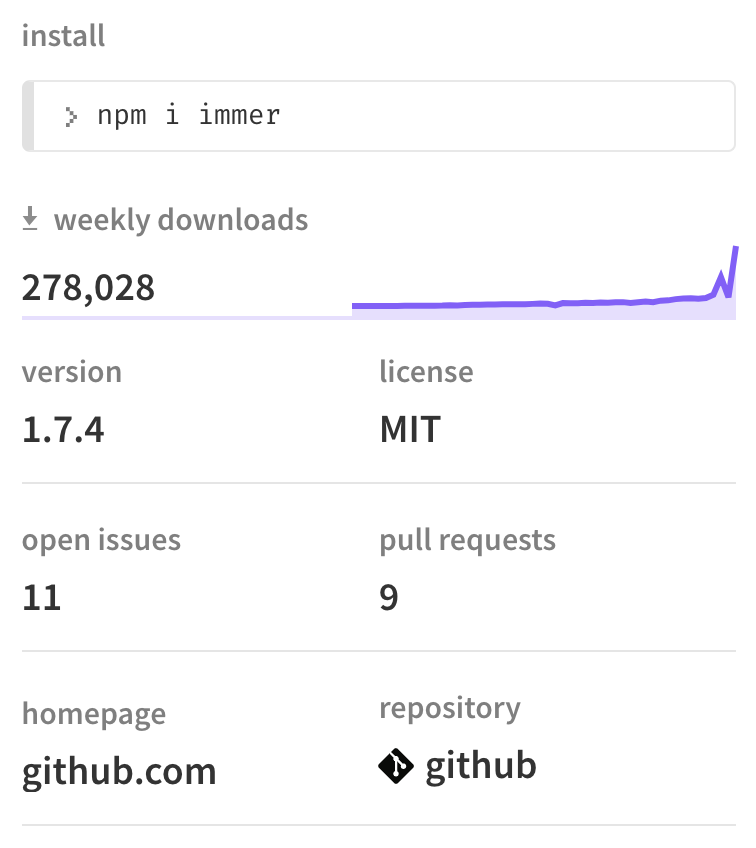 install
npm i immer
weekly downloads
278,028
version
license
1.7.4
MIT
open issues
pull requests
11
9
homepage
repository
github.com
github